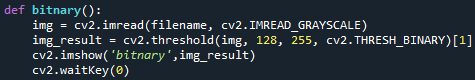 def bitnary():
    img = cv2.imread(filename, cv2.IMREAD_GRAYSCALE)
    img_result = cv2.threshold(img, 128, 255, cv2.THRESH_BINARY)[1]
    cv2.imshow('bitnary',img_result)
    cv2.waitKey(0)